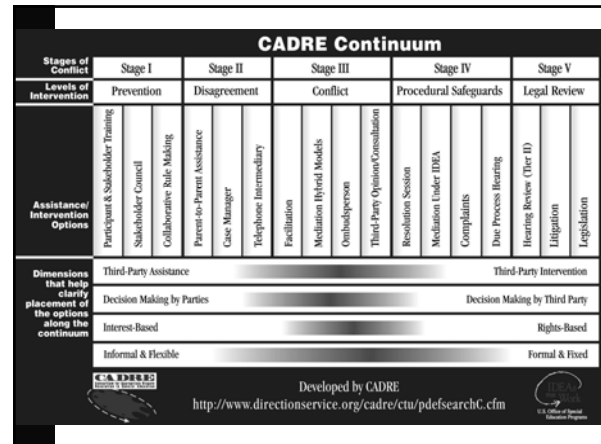 CADRE Continuum
Stages of Conflict
Stage I
Stage II
Stage III
Stage IV
Stage V
Levels of Intervention
Prevention
Disagreement
Conflict
Procedural Safeguards
Legal Review
Assistance/
Intervention
Options
Participant & Stakeholder Training
Stakeholder Council
Collaborative Rule Making
Parent-to-Parent Assistance
Case Manager
Telephone Intermediary
Facilitation
Mediation Hybrid Models
Ombudsperson
Third-Party Opinion/Consultation
Resolution Session
Mediation Under IDEA
Complaints
Due Process Hearing
Hearing Review (Tier II)
Litigation
Legislation
Dimensions
that help
clarify
placement of
the options
along the
continuum
Third-Party Assistance
Third-Party Intervention
Decision Making by Parties
Decision Making by Third Party
Interest-Based
Rights-Based
Informal & Flexible
Formal & Fixed
CADRE
Developed by CADRE
http://www.directionservice.org/cadre/ctu/pdefsearchC.cfm
IDEAs
that
Work
U.S. Office of Special
Education Programs